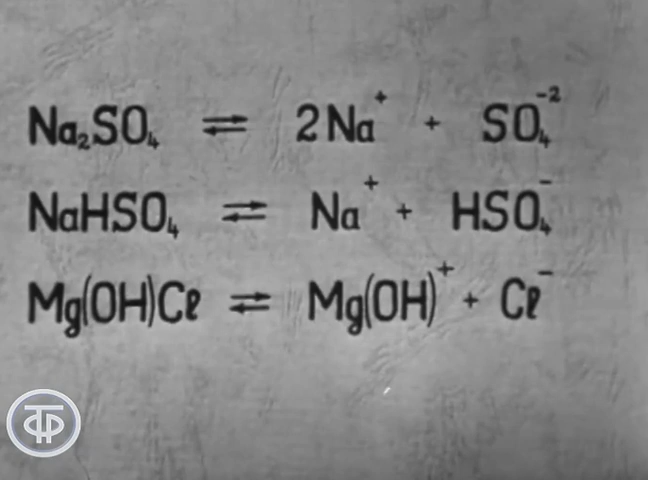 Na₂SO₄ ⇌ 2Na⁺ + SO₄⁻²
NaHSO₄ ⇌ Na⁺ + HSO₄⁻
Mg(OH)Cl ⇌ Mg(OH)⁺ + Cl⁻